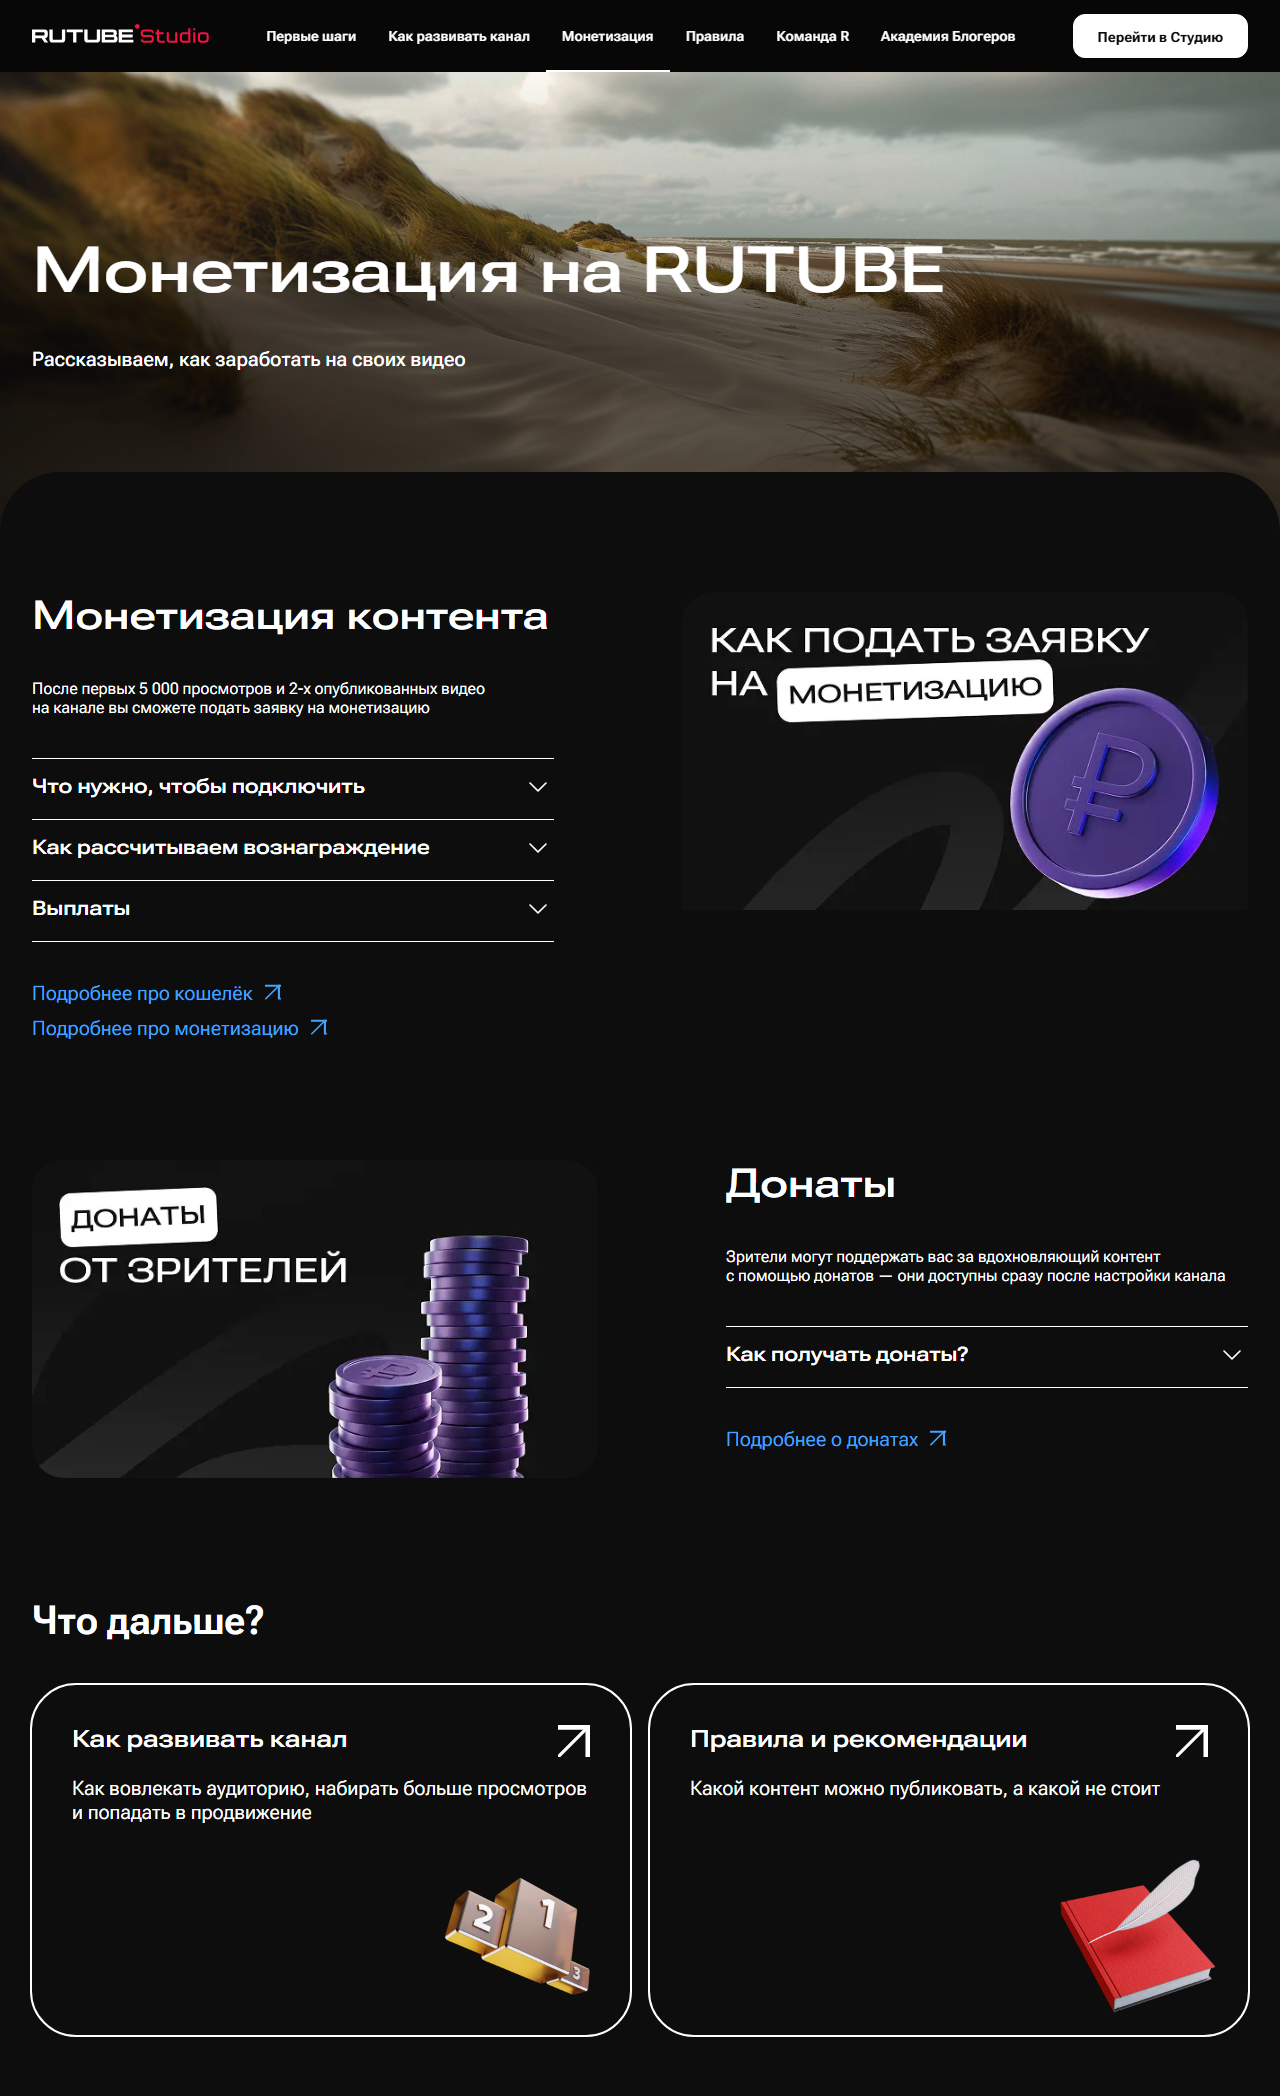 RUTUBE Studio
Первые шаги
Как развивать канал
Монетизация
Правила
Команда R
Академия Блогеров
Перейти в Студию
Монетизация на RUTUBE
Рассказываем, как заработать на своих видео
Монетизация контента
После первых 5 000 просмотров и 2-х опубликованных видео
на канале вы сможете подать заявку на монетизацию
Что нужно, чтобы подключить
Как рассчитываем вознаграждение
Выплаты
Подробнее про кошелёк
Подробнее про монетизацию
КАК ПОДАТЬ ЗАЯВКУ
НА МОНЕТИЗАЦИЮ
ДОНАТЫ
ОТ ЗРИТЕЛЕЙ
Донаты
Зрители могут поддержать вас за вдохновляющий контент
с помощью донатов — они доступны сразу после настройки канала
Как получать донаты?
Подробнее о донатах
Что дальше?
Как развивать канал
Как вовлекать аудиторию, набирать больше просмотров
и попадать в продвижение
2 1 3
Правила и рекомендации
Какой контент можно публиковать, а какой не стоит